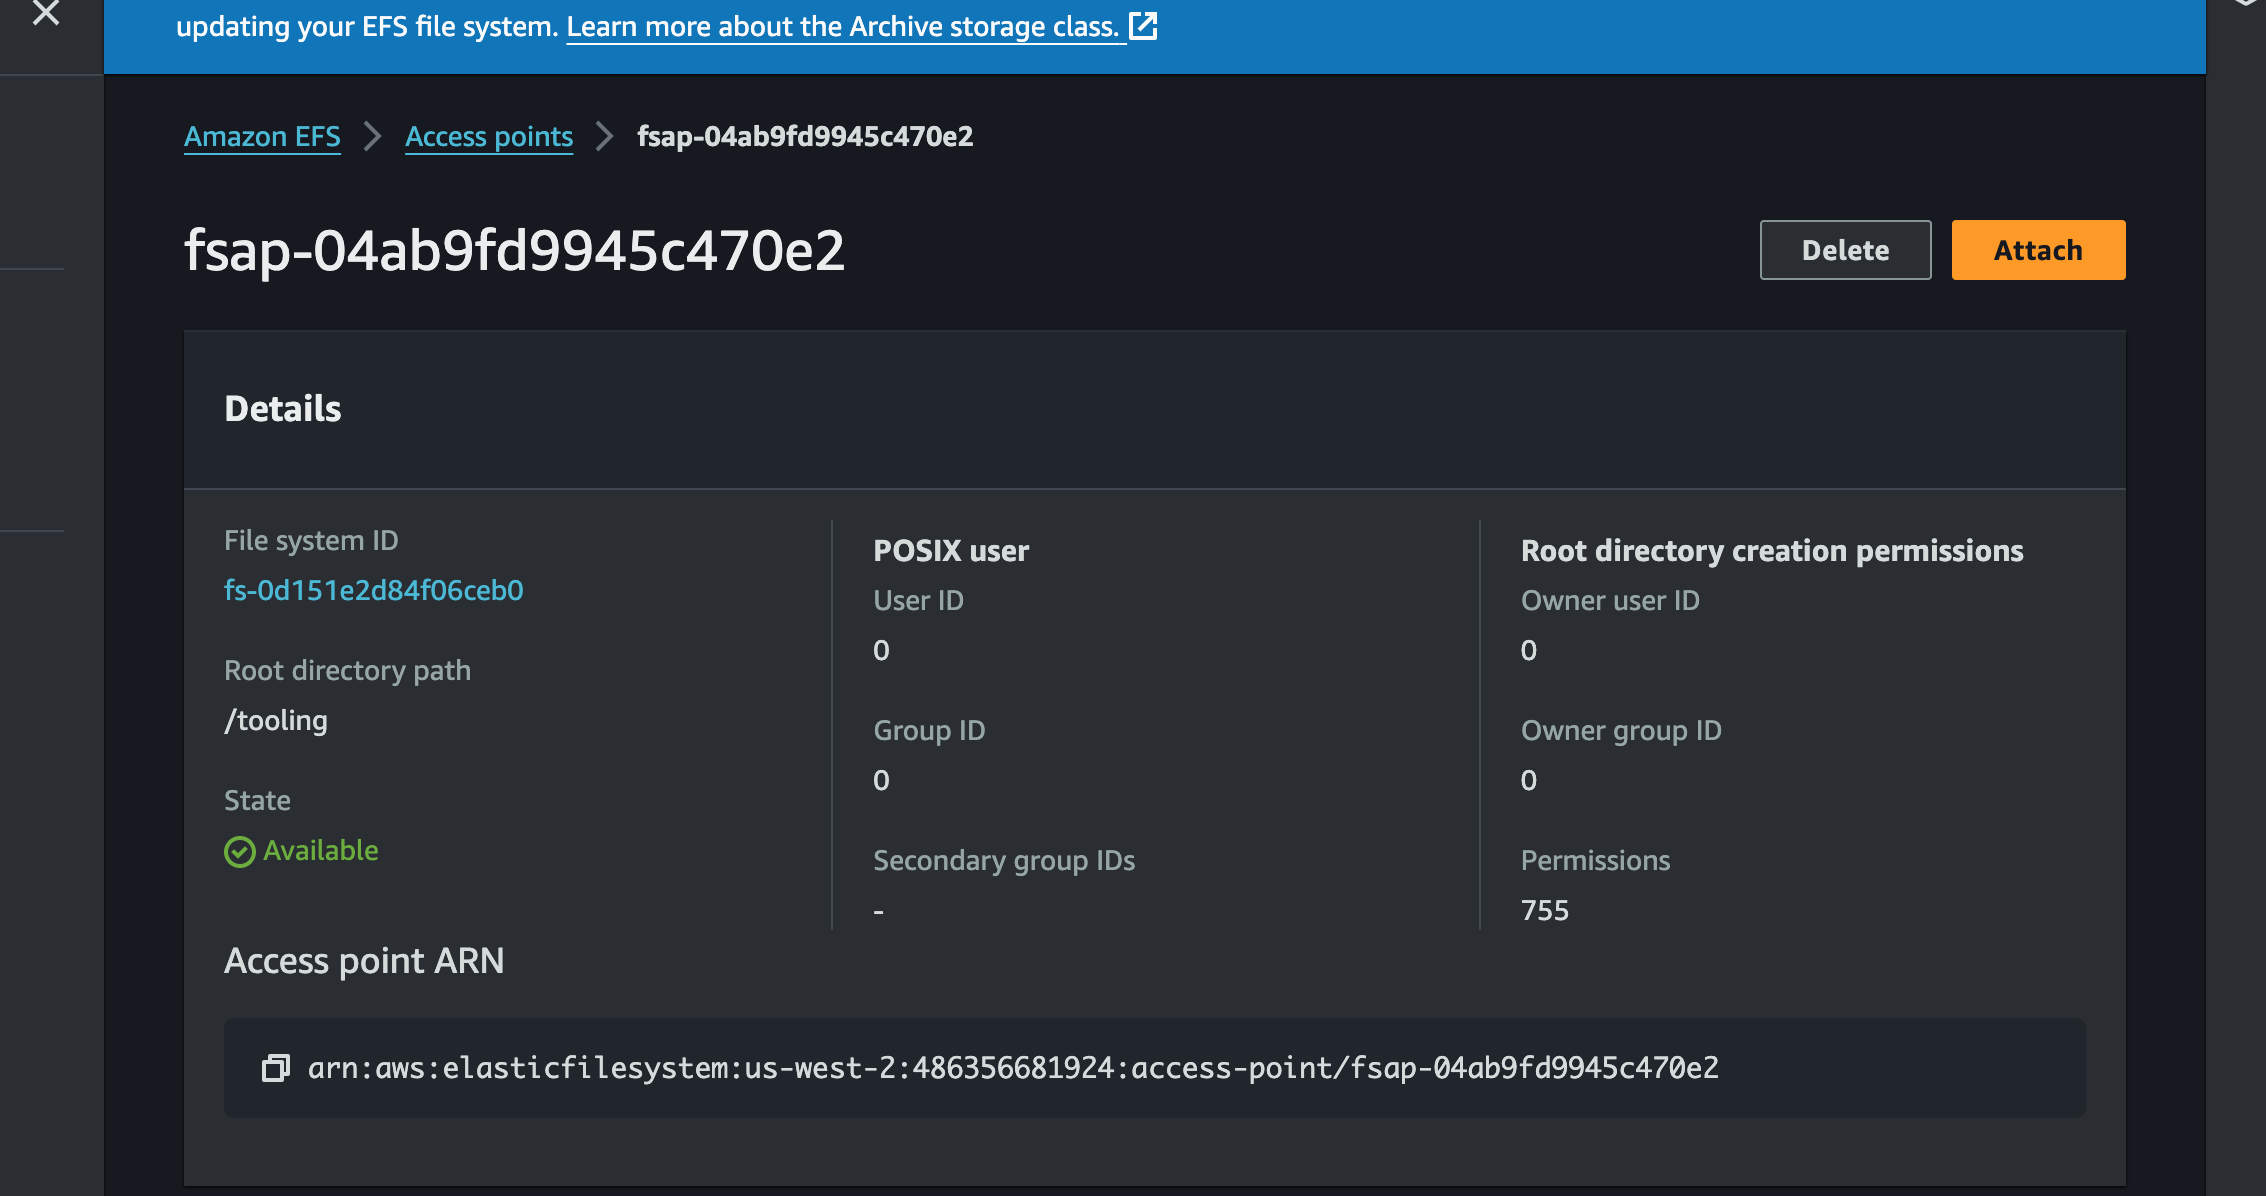 updating your EFS file system. Learn more about the Archive storage class.
Amazon EFS > Access points > fsap-04ab9fd9945c470e2
fsap-04ab9fd9945c470e2
Delete
Attach
Details
File system ID
fs-0d151e2d84f06ceb0
Root directory path
/tooling
State
Available
POSIX user
User ID
0
Group ID
0
Secondary group IDs
-
Root directory creation permissions
Owner user ID
0
Owner group ID
0
Permissions
755
Access point ARN
arn:aws:elasticfilesystem:us-west-2:486356681924:access-point/fsap-04ab9fd9945c470e2